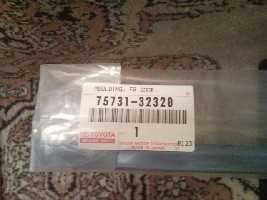 MOULDING, FR DOOR,
75731-32320
TOYOTA
1
TOYOTA MOTOR CORPORATION
MADE IN JAPAN
8123